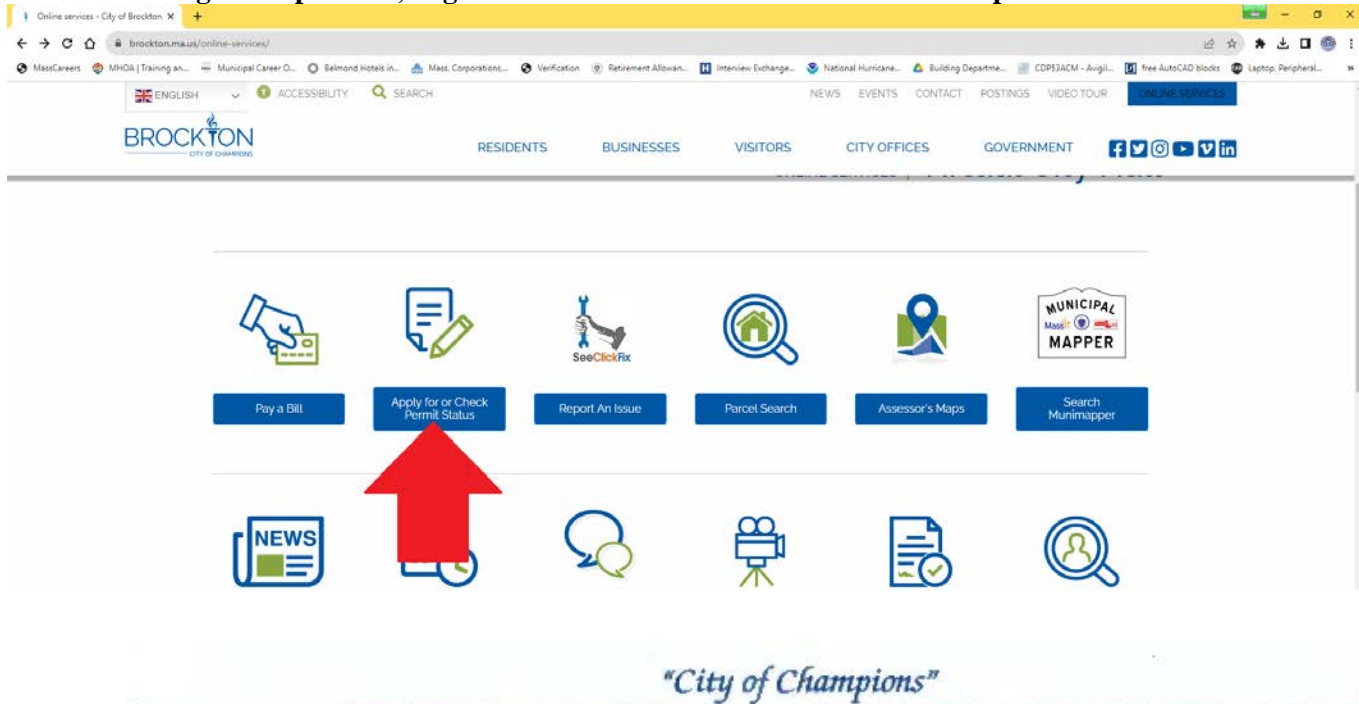 Online services - City of Brockton
brockton.ma.us/online-services/
MassCareers MHOA | Training an... Municipal Career O... Belmond Hotels in... Mass. Corporations,... Verification Retirement Allowan... Interview Exchange... National Hurricane... Building Departme... CDP53ACM - Avigil... free AutoCAD blocks Laptop, Peripheral...
ENGLISH ACCESSIBILITY SEARCH NEWS EVENTS CONTACT POSTINGS VIDEO TOUR ONLINE SERVICES
BROCKTON
CITY OF CHAMPIONS
RESIDENTS BUSINESSES VISITORS CITY OFFICES GOVERNMENT
MUNICIPAL
MassIT
MAPPER
SeeClickFix
Pay a Bill
Apply for or Check
Permit Status
Report An Issue
Parcel Search
Assessor's Maps
Search
Munimapper
NEWS
"City of Champions"